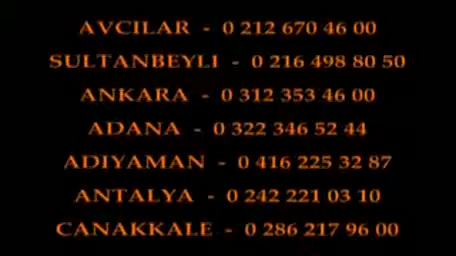 AVCILAR - 0 212 670 46 00
SULTANBEYLİ - 0 216 498 80 50
ANKARA - 0 312 353 46 00
ADANA - 0 322 346 52 44
ADIYAMAN - 0 416 225 32 87
ANTALYA - 0 242 221 03 10
CANAKKALE - 0 286 217 96 00